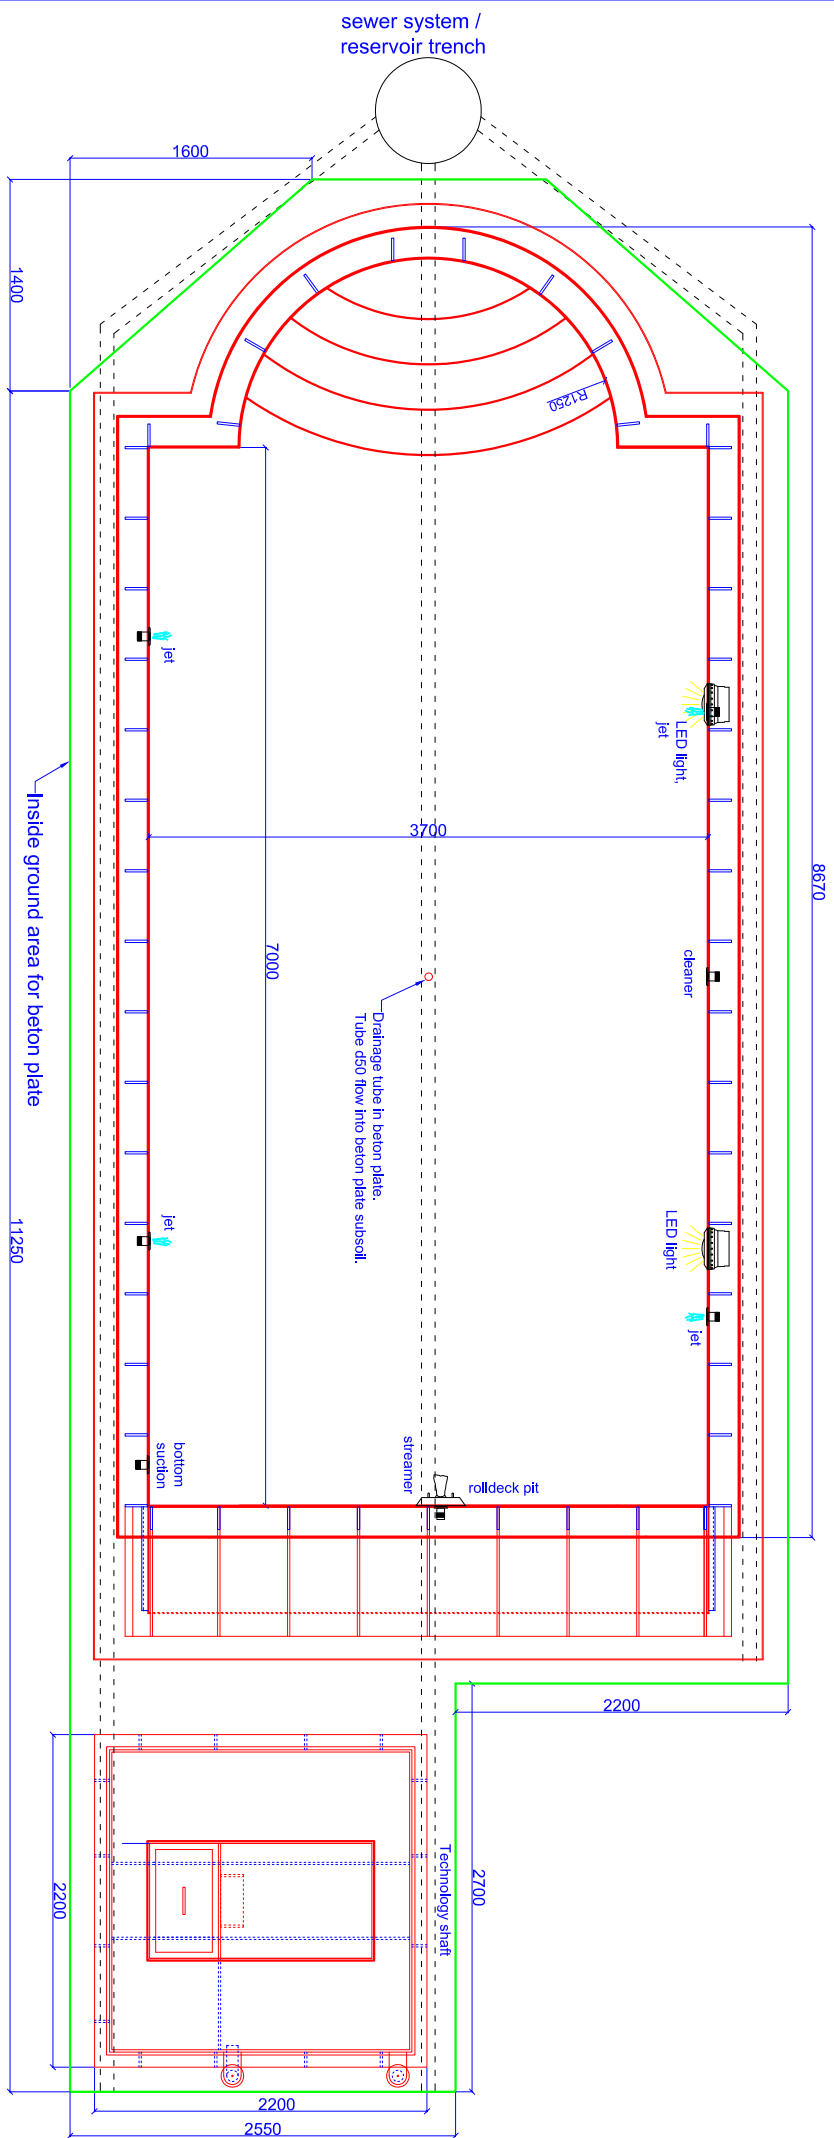 sewer system /
reservoir trench
1600
1400
R1250
jet
LED light,
jet
3700
8670
Inside ground area for beton plate
7000
cleaner
Drainage tube in beton plate.
Tube d50 flow into beton plate subsoil.
jet
LED light
11250
jet
bottom
suction
streamer
rolldeck pit
2200
Technology shaft
2700
2200
2200
2550